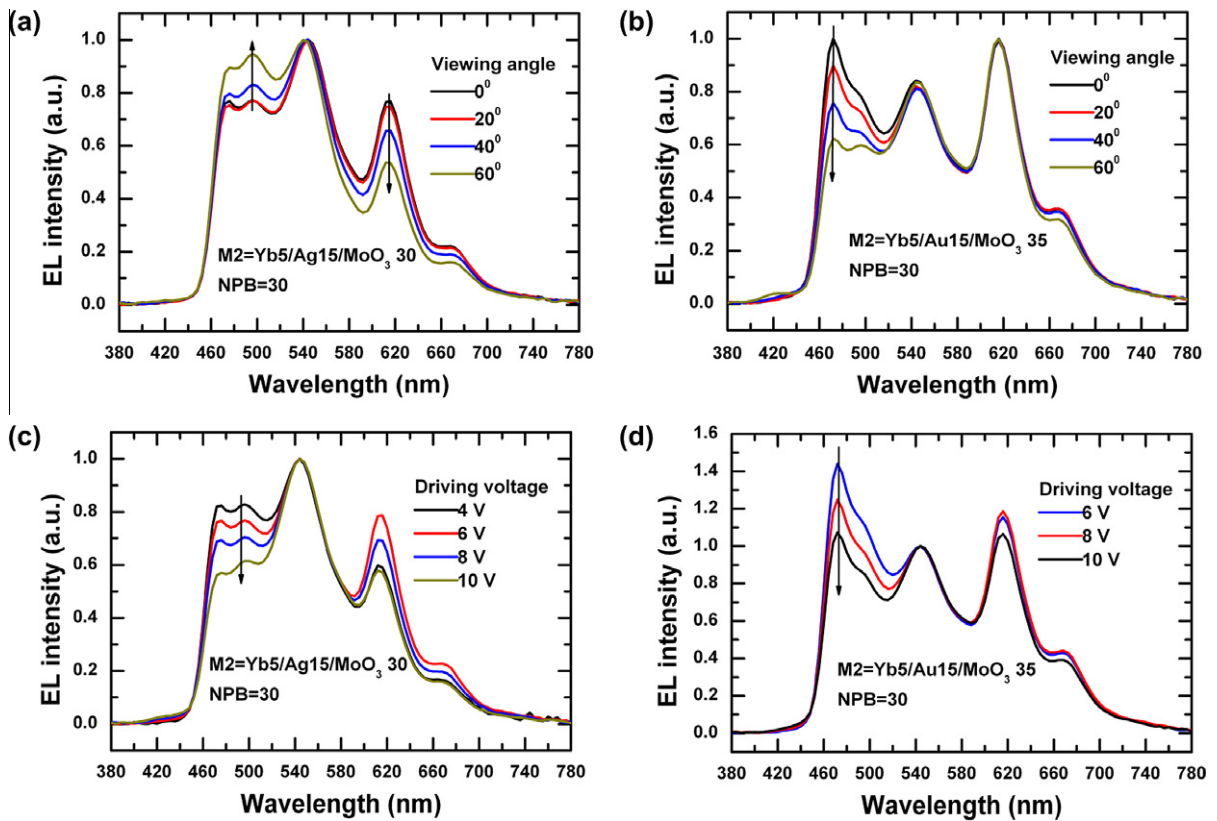 (a)
EL intensity (a.u.)
1.0
0.8
0.6
0.4
0.2
0.0
Viewing angle
0⁰
20⁰
40⁰
60⁰
M2=Yb5/Ag15/MoO₃ 30
NPB=30
380 420 460 500 540 580 620 660 700 740 780
Wavelength (nm)
(b)
EL intensity (a.u.)
1.0
0.8
0.6
0.4
0.2
0.0
Viewing angle
0⁰
20⁰
40⁰
60⁰
M2=Yb5/Au15/MoO₃ 35
NPB=30
380 420 460 500 540 580 620 660 700 740 780
Wavelength (nm)
(c)
EL intensity (a.u.)
1.0
0.8
0.6
0.4
0.2
0.0
Driving voltage
4 V
6 V
8 V
10 V
M2=Yb5/Ag15/MoO₃ 30
NPB=30
380 420 460 500 540 580 620 660 700 740 780
Wavelength (nm)
(d)
EL intensity (a.u.)
1.6
1.4
1.2
1.0
0.8
0.6
0.4
0.2
0.0
Driving voltage
6 V
8 V
10 V
M2=Yb5/Au15/MoO₃ 35
NPB=30
380 420 460 500 540 580 620 660 700 740 780
Wavelength (nm)